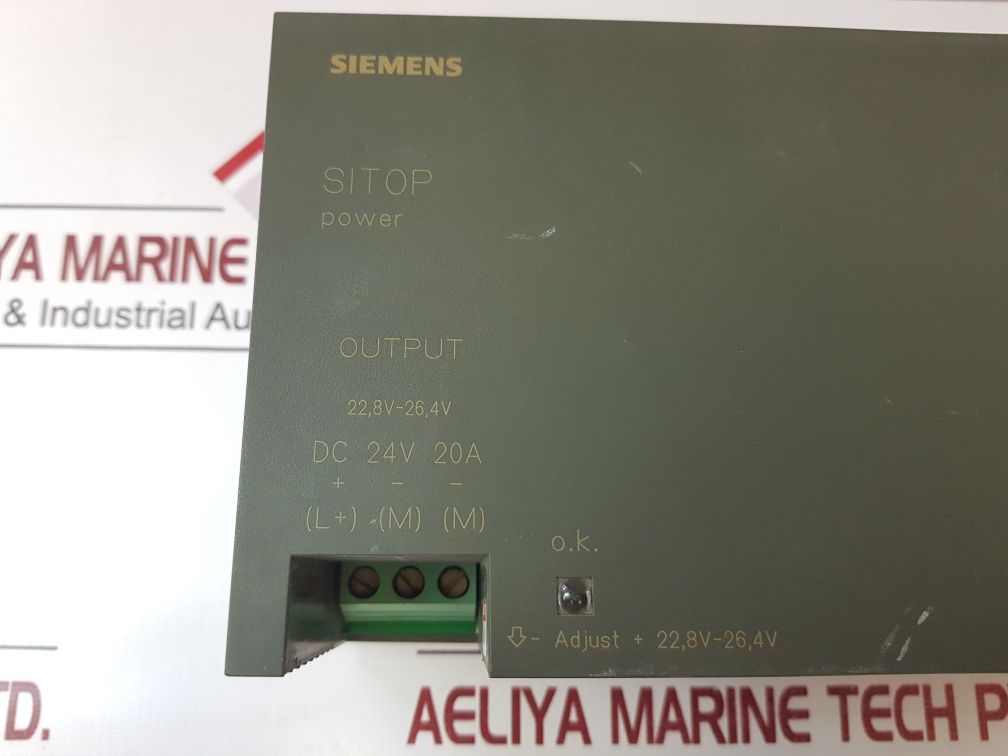 SIEMENS
SITOP
power
OUTPUT
22,8V-26,4V
DC 24V 20A
+ - -
(L+) (M) (M)
o.k.
- Adjust + 22,8V-26,4V
YA MARINE
& Industrial Au
TD.
AELIYA MARINE TECH P